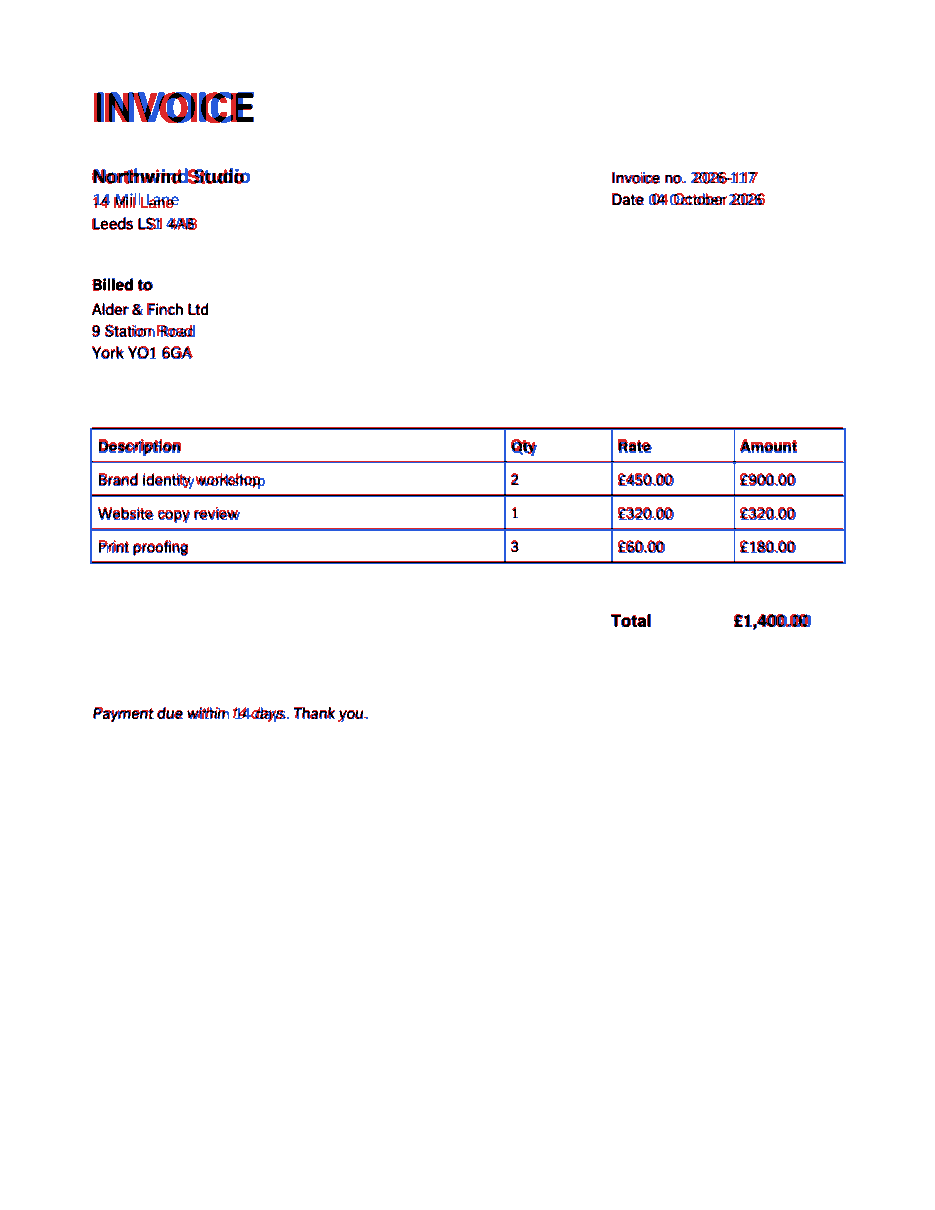 INVOICE
Northwind Studio
Invoice no. 2026-117
14 Mill Lane
Date 04 October 2026
Leeds LS1 4AB
Billed to
Alder & Finch Ltd
9 Station Road
York YO1 6GA
Description Qty Rate Amount
Brand identity workshop 2 £450.00 £900.00
Website copy review 1 £320.00 £320.00
Print proofing 3 £60.00 £180.00
Total £1,400.00
Payment due within 14 days. Thank you.